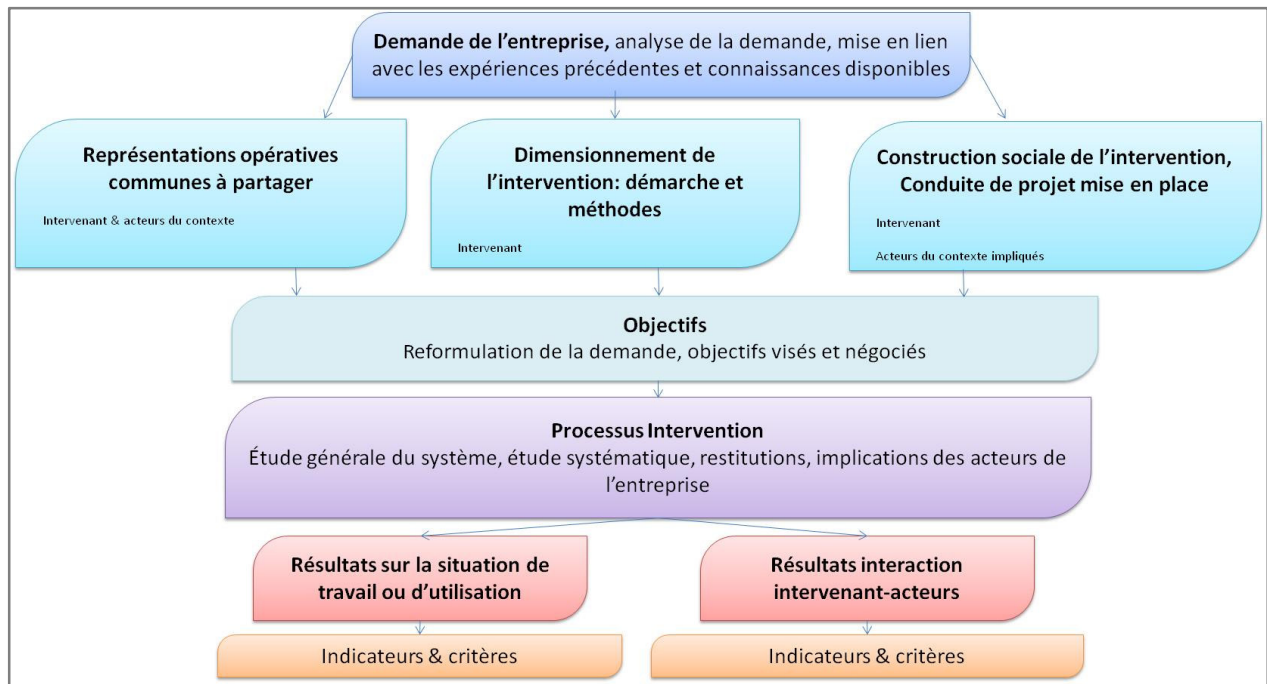 Demande de l’entreprise, analyse de la demande, mise en lien
avec les expériences précédentes et connaissances disponibles
Représentations opératives
communes à partager
Intervenant & acteurs du contexte
Dimensionnement de
l’intervention: démarche et
méthodes
Intervenant
Construction sociale de l’intervention,
Conduite de projet mise en place
Intervenant
Acteurs du contexte impliqués
Objectifs
Reformulation de la demande, objectifs visés et négociés
Processus Intervention
Étude générale du système, étude systématique, restitutions, implications des acteurs de
l’entreprise
Résultats sur la situation de
travail ou d’utilisation
Résultats interaction
intervenant-acteurs
Indicateurs & critères
Indicateurs & critères